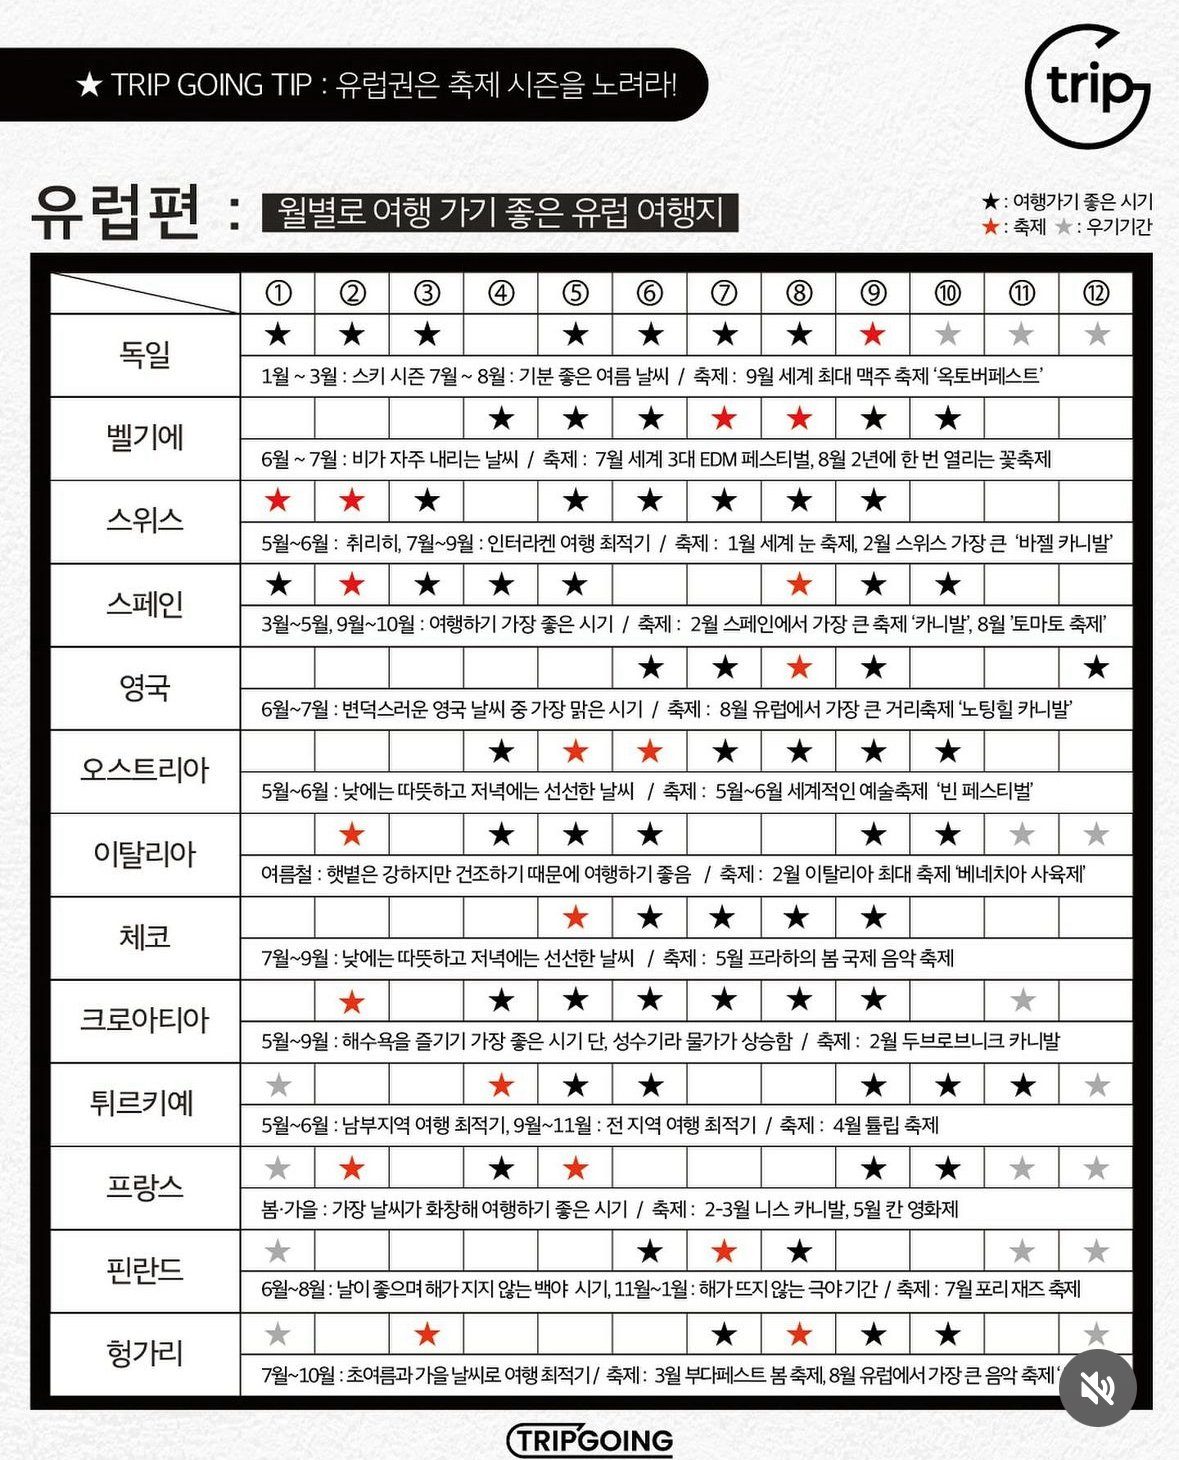 ★ TRIP GOING TIP : 유럽권은 축제 시즌을 노려라!
trip
유럽편 : 월별로 여행 가기 좋은 유럽 여행지
★ : 여행가기 좋은 시기
★ : 축제 ★ : 우기기간
① ② ③ ④ ⑤ ⑥ ⑦ ⑧ ⑨ ⑩ ⑪ ⑫
독일
★ ★ ★ ★ ★ ★ ★ ★ ★ ★ ★
1월 ~ 3월 : 스키 시즌 7월 ~ 8월 : 기분 좋은 여름 날씨 / 축제 : 9월 세계 최대 맥주 축제 ‘옥토버페스트’
벨기에
★ ★ ★ ★ ★ ★ ★
6월 ~ 7월 : 비가 자주 내리는 날씨 / 축제 : 7월 세계 3대 EDM 페스티벌, 8월 2년에 한 번 열리는 꽃축제
스위스
★ ★ ★ ★ ★ ★ ★ ★
5월~6월 : 취리히, 7월~9월 : 인터라켄 여행 최적기 / 축제 : 1월 세계 눈 축제, 2월 스위스 가장 큰 ‘바젤 카니발’
스페인
★ ★ ★ ★ ★ ★ ★ ★
3월~5월, 9월~10월 : 여행하기 가장 좋은 시기 / 축제 : 2월 스페인에서 가장 큰 축제 ‘카니발’, 8월 ’토마토 축제’
영국
★ ★ ★ ★ ★
6월~7월 : 변덕스러운 영국 날씨 중 가장 맑은 시기 / 축제 : 8월 유럽에서 가장 큰 거리축제 ‘노팅힐 카니발’
오스트리아
★ ★ ★ ★ ★ ★ ★
5월~6월 : 낮에는 따뜻하고 저녁에는 선선한 날씨 / 축제 : 5월~6월 세계적인 예술축제 ‘빈 페스티벌’
이탈리아
★ ★ ★ ★ ★ ★ ★ ★
여름철 : 햇볕은 강하지만 건조하기 때문에 여행하기 좋음 / 축제 : 2월 이탈리아 최대 축제 ‘베네치아 사육제’
체코
★ ★ ★ ★ ★
7월~9월 : 낮에는 따뜻하고 저녁에는 선선한 날씨 / 축제 : 5월 프라하의 봄 국제 음악 축제
크로아티아
★ ★ ★ ★ ★ ★ ★ ★
5월~9월 : 해수욕을 즐기기 가장 좋은 시기 단, 성수기라 물가가 상승함 / 축제 : 2월 두브로브니크 카니발
튀르키예
★ ★ ★ ★ ★ ★ ★ ★
5월~6월 : 남부지역 여행 최적기, 9월~11월 : 전 지역 여행 최적기 / 축제 : 4월 튤립 축제
프랑스
★ ★ ★ ★ ★ ★ ★ ★
봄·가을 : 가장 날씨가 화창해 여행하기 좋은 시기 / 축제 : 2-3월 니스 카니발, 5월 칸 영화제
핀란드
★ ★ ★ ★ ★ ★
6월~8월 : 날이 좋으며 해가 지지 않는 백야 시기, 11월~1월 : 해가 뜨지 않는 극야 기간 / 축제 : 7월 포리 재즈 축제
헝가리
★ ★ ★ ★ ★ ★ ★
7월~10월 : 초여름과 가을 날씨로 여행 최적기 / 축제 : 3월 부다페스트 봄 축제, 8월 유럽에서 가장 큰 음악 축제 ‘
TRIPGOING